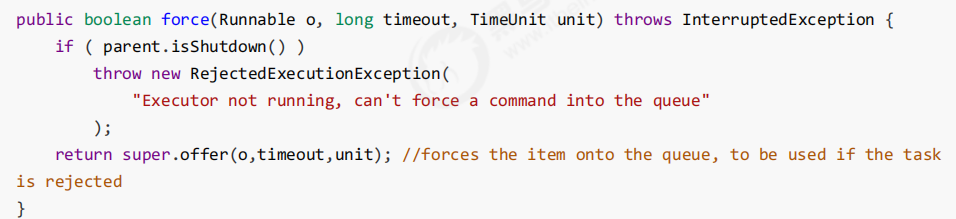 public boolean force(Runnable o, long timeout, TimeUnit unit) throws InterruptedException {
    if ( parent.isShutdown() )
        throw new RejectedExecutionException(
            "Executor not running, can't force a command into the queue"
        );
    return super.offer(o,timeout,unit); //forces the item onto the queue, to be used if the task
is rejected
}